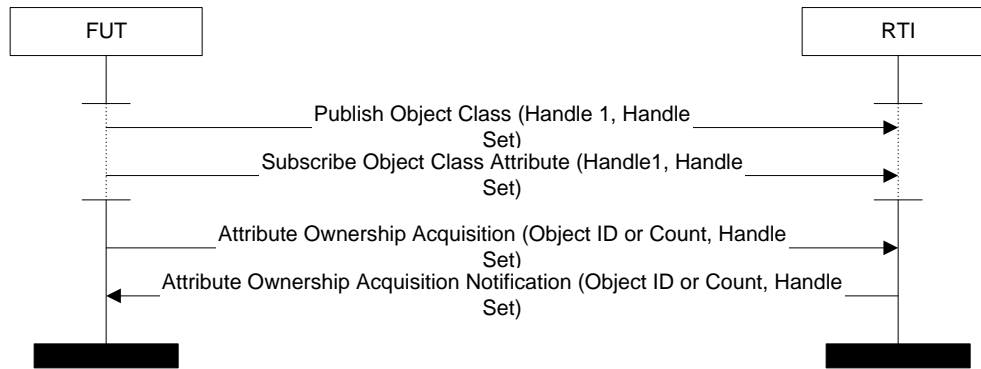 FUT
RTI
Publish Object Class (Handle 1, Handle
Set)
Subscribe Object Class Attribute (Handle1, Handle
Set)
Attribute Ownership Acquisition (Object ID or Count, Handle
Set)
Attribute Ownership Acquisition Notification (Object ID or Count, Handle
Set)